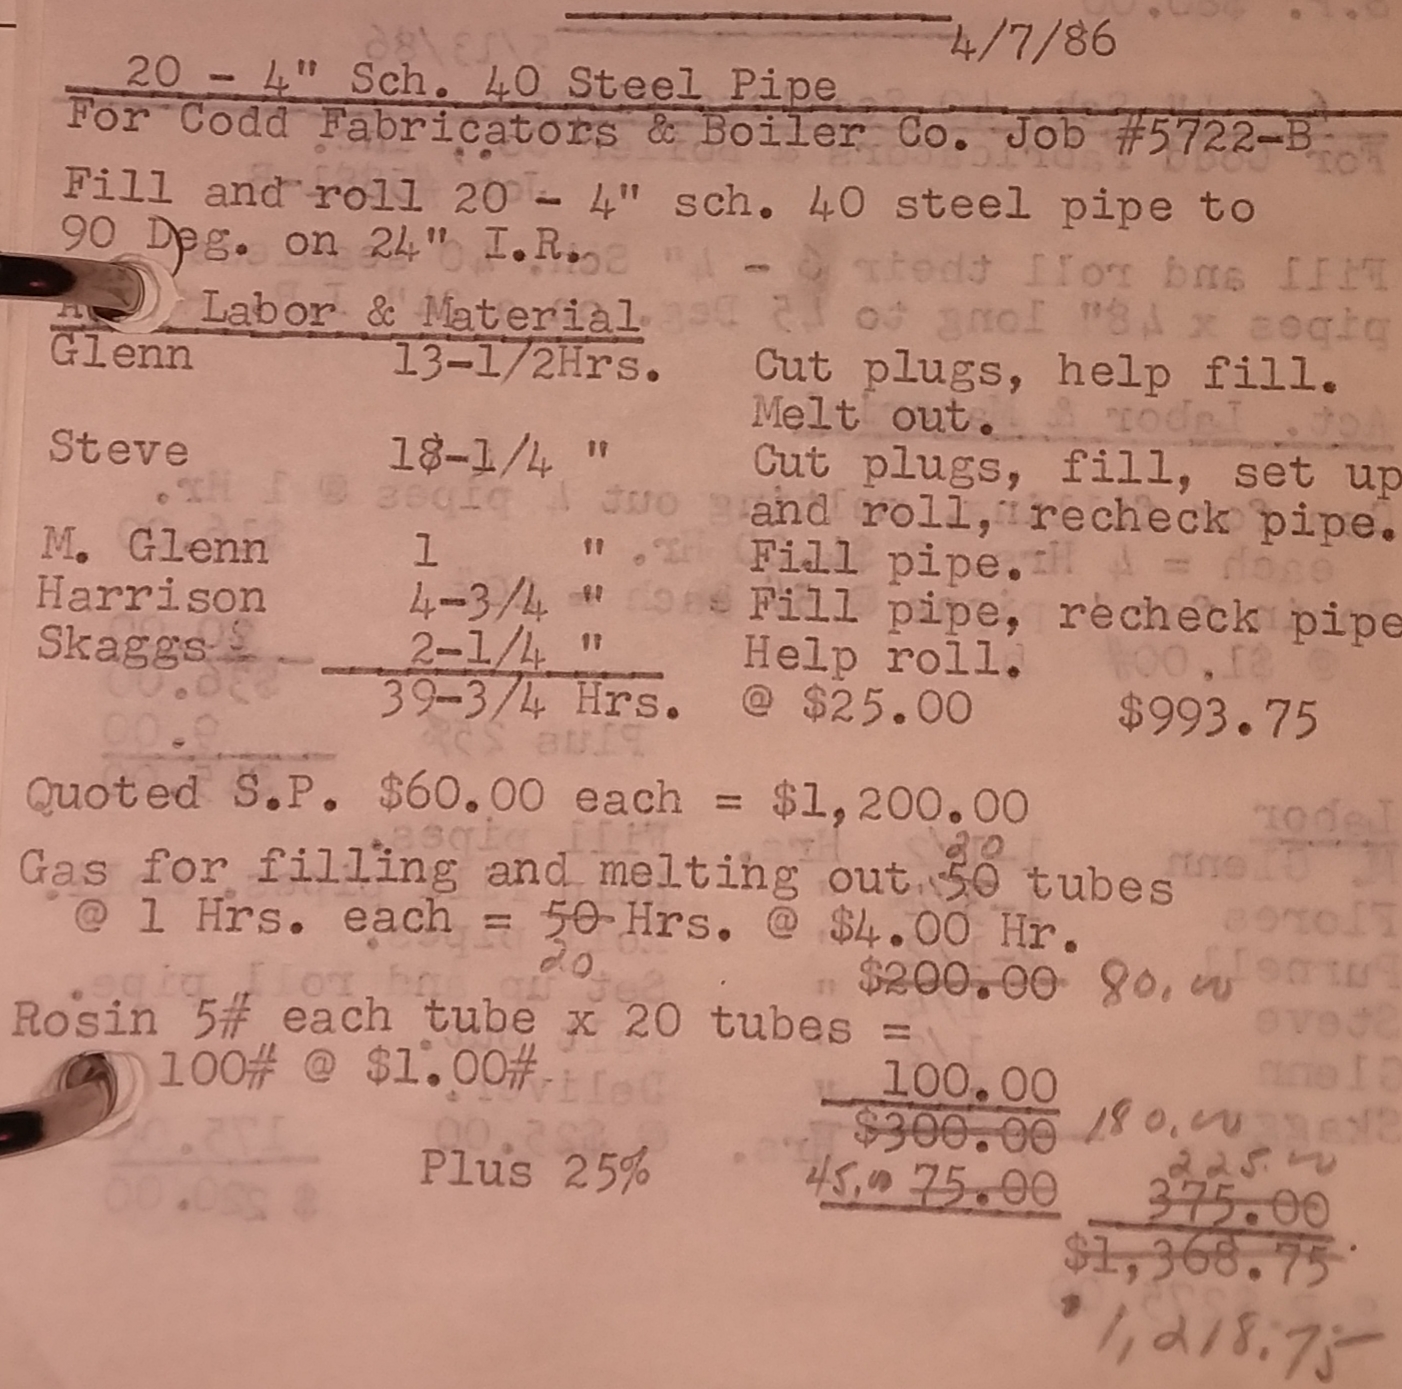 4/7/86
20 - 4" Sch. 40 Steel Pipe
For Codd Fabricators & Boiler Co. Job #5722-B
Fill and roll 20 - 4" sch. 40 steel pipe to
90 Deg. on 24" I.R.
Labor & Material
Glenn 13-1/2Hrs. Cut plugs, help fill.
Melt out.
Steve 18-1/4 " Cut plugs, fill, set up
and roll, recheck pipe.
M. Glenn 1 " Fill pipe.
Harrison 4-3/4 " Fill pipe, recheck pipe
Skaggs 2-1/4 " Help roll.
39-3/4 Hrs. @ $25.00 $993.75
Quoted S.P. $60.00 each = $1,200.00
20
Gas for filling and melting out 50 tubes
@ 1 Hrs. each = 50 Hrs. @ $4.00 Hr.
20
$200.00 80.00
Rosin 5# each tube x 20 tubes =
100# @ $1.00# 100.00
$300.00 180.00
225.00
Plus 25% 45.00 75.00 375.00
$1,368.75
1,218.75